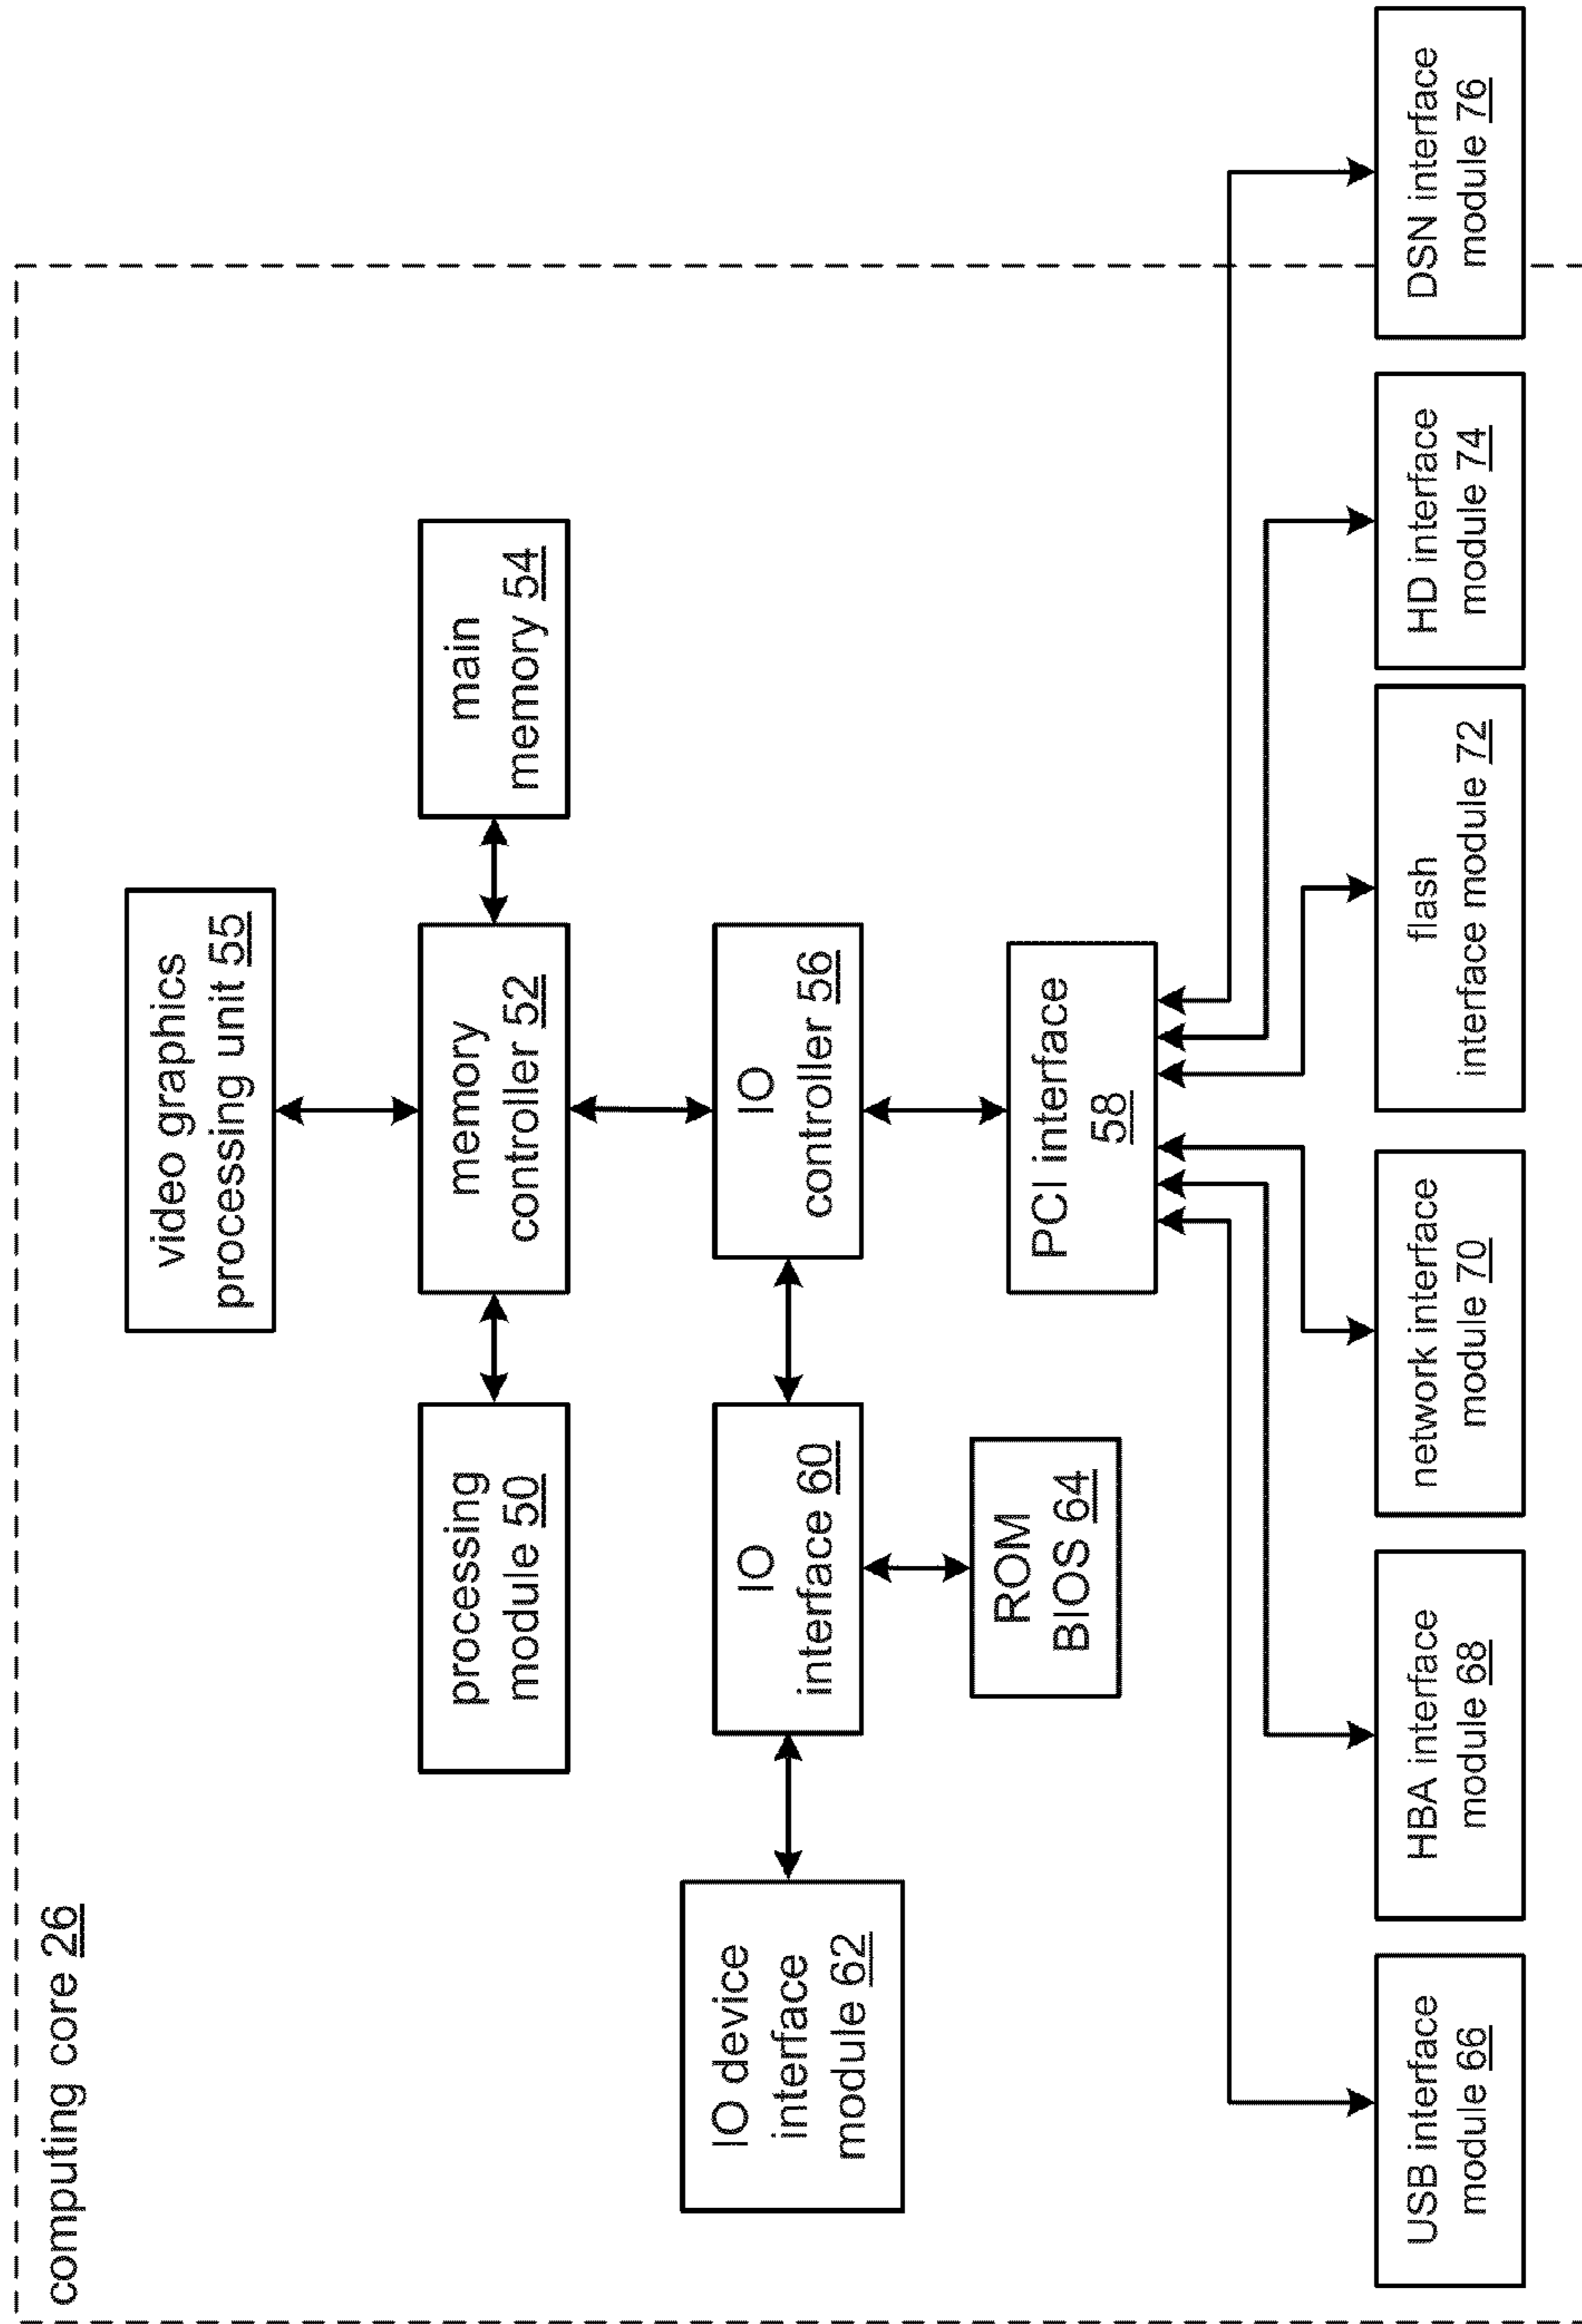 computing core 26
video graphics
processing unit 55
processing
module 50
memory
controller 52
main
memory 54
IO device
interface
module 62
IO
interface 60
IO
controller 56
ROM
BIOS 64
PCI interface
58
USB interface
module 66
HBA interface
module 68
network interface
module 70
flash
interface module 72
HD interface
module 74
DSN interface
module 76